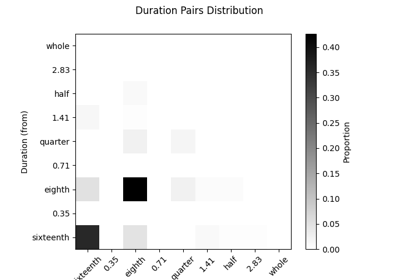 Duration Pairs Distribution
whole
2.83
half
1.41
quarter
0.71
eighth
0.35
sixteenth
Duration (from)
0.35
eighth
0.71
quarter
1.41
half
2.83
whole
0.40
0.35
0.30
0.25
0.20
0.15
0.10
0.05
0.00
Proportion